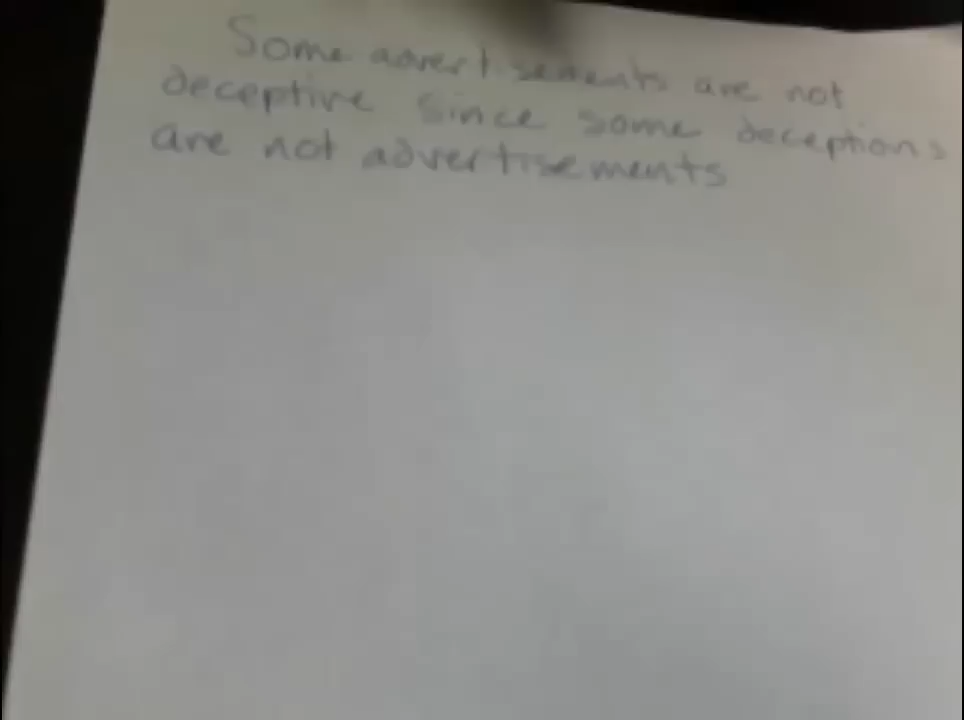 Some advertisements are not
deceptive since some deceptions
are not advertisements